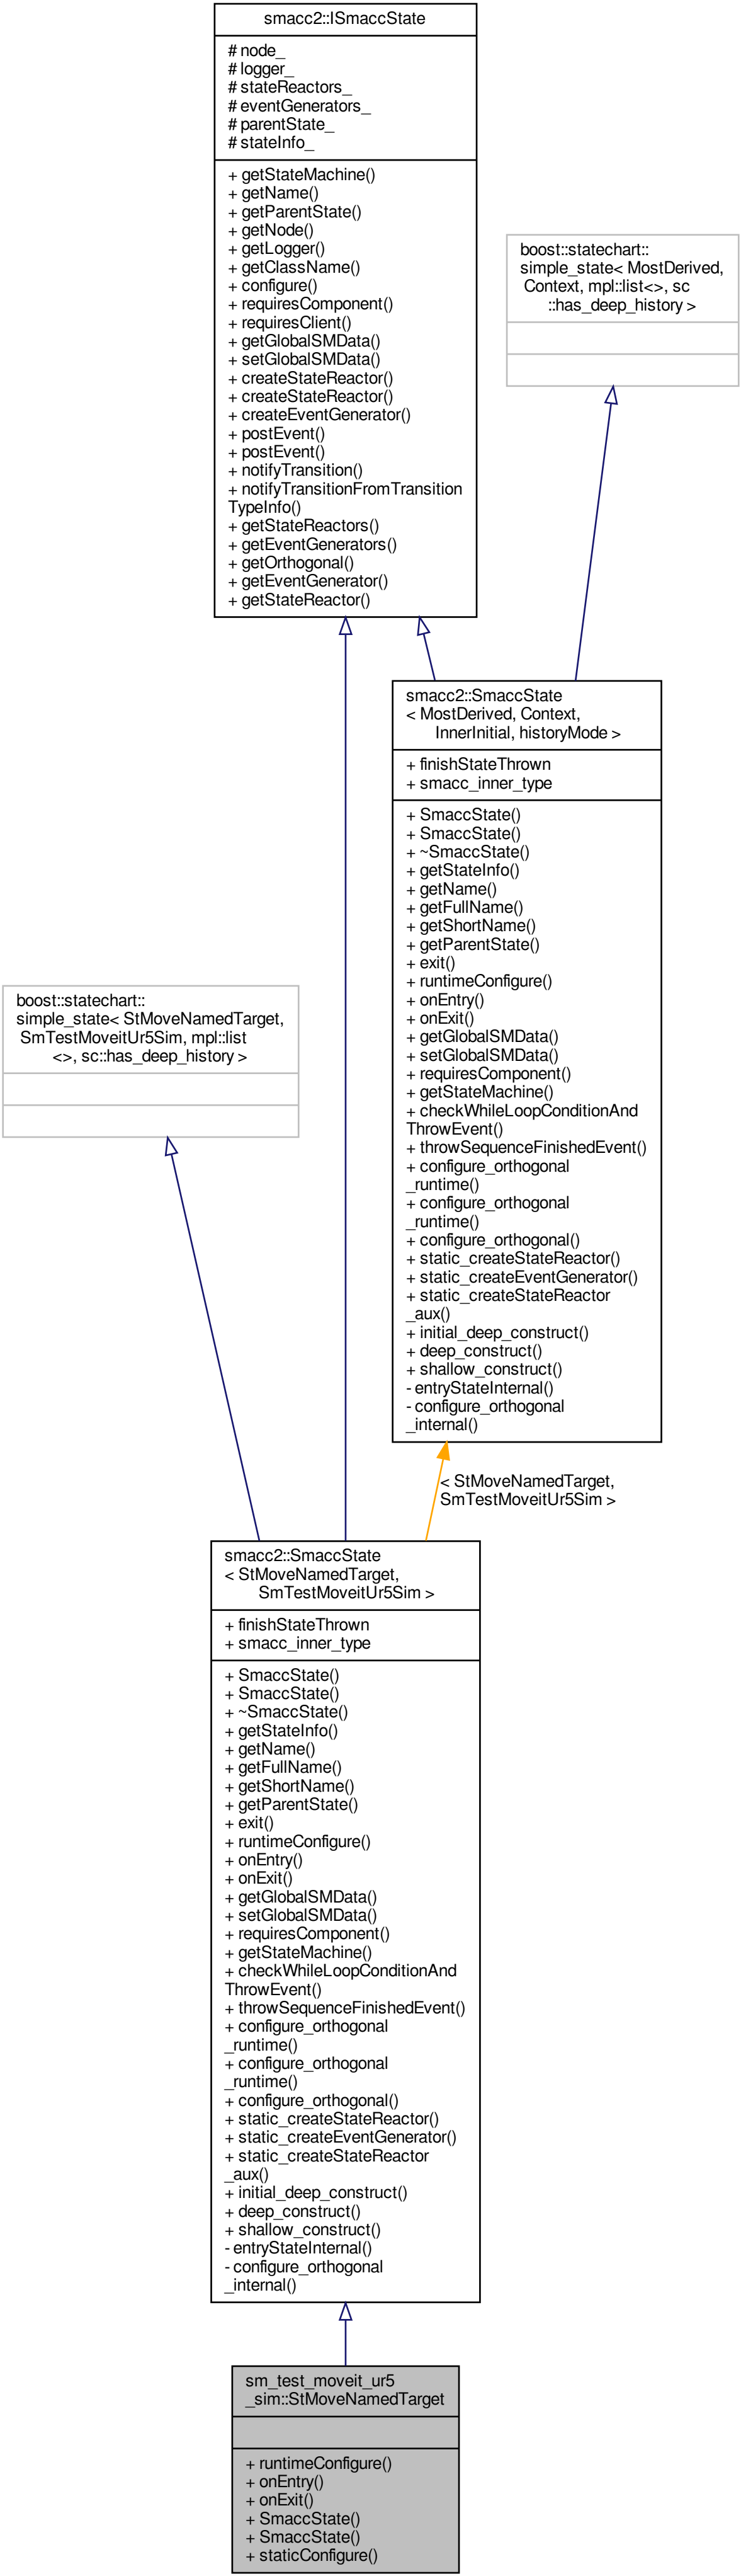 smacc2::ISmaccState
# node_
# logger_
# stateReactors_
# eventGenerators_
# parentState_
# stateInfo_
+ getStateMachine()
+ getName()
+ getParentState()
+ getNode()
+ getLogger()
+ getClassName()
+ configure()
+ requiresComponent()
+ requiresClient()
+ getGlobalSMData()
+ setGlobalSMData()
+ createStateReactor()
+ createStateReactor()
+ createEventGenerator()
+ postEvent()
+ postEvent()
+ notifyTransition()
+ notifyTransitionFromTransition
TypeInfo()
+ getStateReactors()
+ getEventGenerators()
+ getOrthogonal()
+ getEventGenerator()
+ getStateReactor()
boost::statechart::
simple_state< MostDerived,
Context, mpl::list<>, sc
::has_deep_history >
smacc2::SmaccState
< MostDerived, Context,
InnerInitial, historyMode >
+ finishStateThrown
+ smacc_inner_type
+ SmaccState()
+ SmaccState()
+ ~SmaccState()
+ getStateInfo()
+ getName()
+ getFullName()
+ getShortName()
+ getParentState()
+ exit()
+ runtimeConfigure()
+ onEntry()
+ onExit()
+ getGlobalSMData()
+ setGlobalSMData()
+ requiresComponent()
+ getStateMachine()
+ checkWhileLoopConditionAnd
ThrowEvent()
+ throwSequenceFinishedEvent()
+ configure_orthogonal
_runtime()
+ configure_orthogonal
_runtime()
+ configure_orthogonal()
+ static_createStateReactor()
+ static_createEventGenerator()
+ static_createStateReactor
_aux()
+ initial_deep_construct()
+ deep_construct()
+ shallow_construct()
- entryStateInternal()
- configure_orthogonal
_internal()
boost::statechart::
simple_state< StMoveNamedTarget,
SmTestMoveitUr5Sim, mpl::list
<>, sc::has_deep_history >
< StMoveNamedTarget,
SmTestMoveitUr5Sim >
smacc2::SmaccState
< StMoveNamedTarget,
SmTestMoveitUr5Sim >
+ finishStateThrown
+ smacc_inner_type
+ SmaccState()
+ SmaccState()
+ ~SmaccState()
+ getStateInfo()
+ getName()
+ getFullName()
+ getShortName()
+ getParentState()
+ exit()
+ runtimeConfigure()
+ onEntry()
+ onExit()
+ getGlobalSMData()
+ setGlobalSMData()
+ requiresComponent()
+ getStateMachine()
+ checkWhileLoopConditionAnd
ThrowEvent()
+ throwSequenceFinishedEvent()
+ configure_orthogonal
_runtime()
+ configure_orthogonal
_runtime()
+ configure_orthogonal()
+ static_createStateReactor()
+ static_createEventGenerator()
+ static_createStateReactor
_aux()
+ initial_deep_construct()
+ deep_construct()
+ shallow_construct()
- entryStateInternal()
- configure_orthogonal
_internal()
sm_test_moveit_ur5
_sim::StMoveNamedTarget
+ runtimeConfigure()
+ onEntry()
+ onExit()
+ SmaccState()
+ SmaccState()
+ staticConfigure()